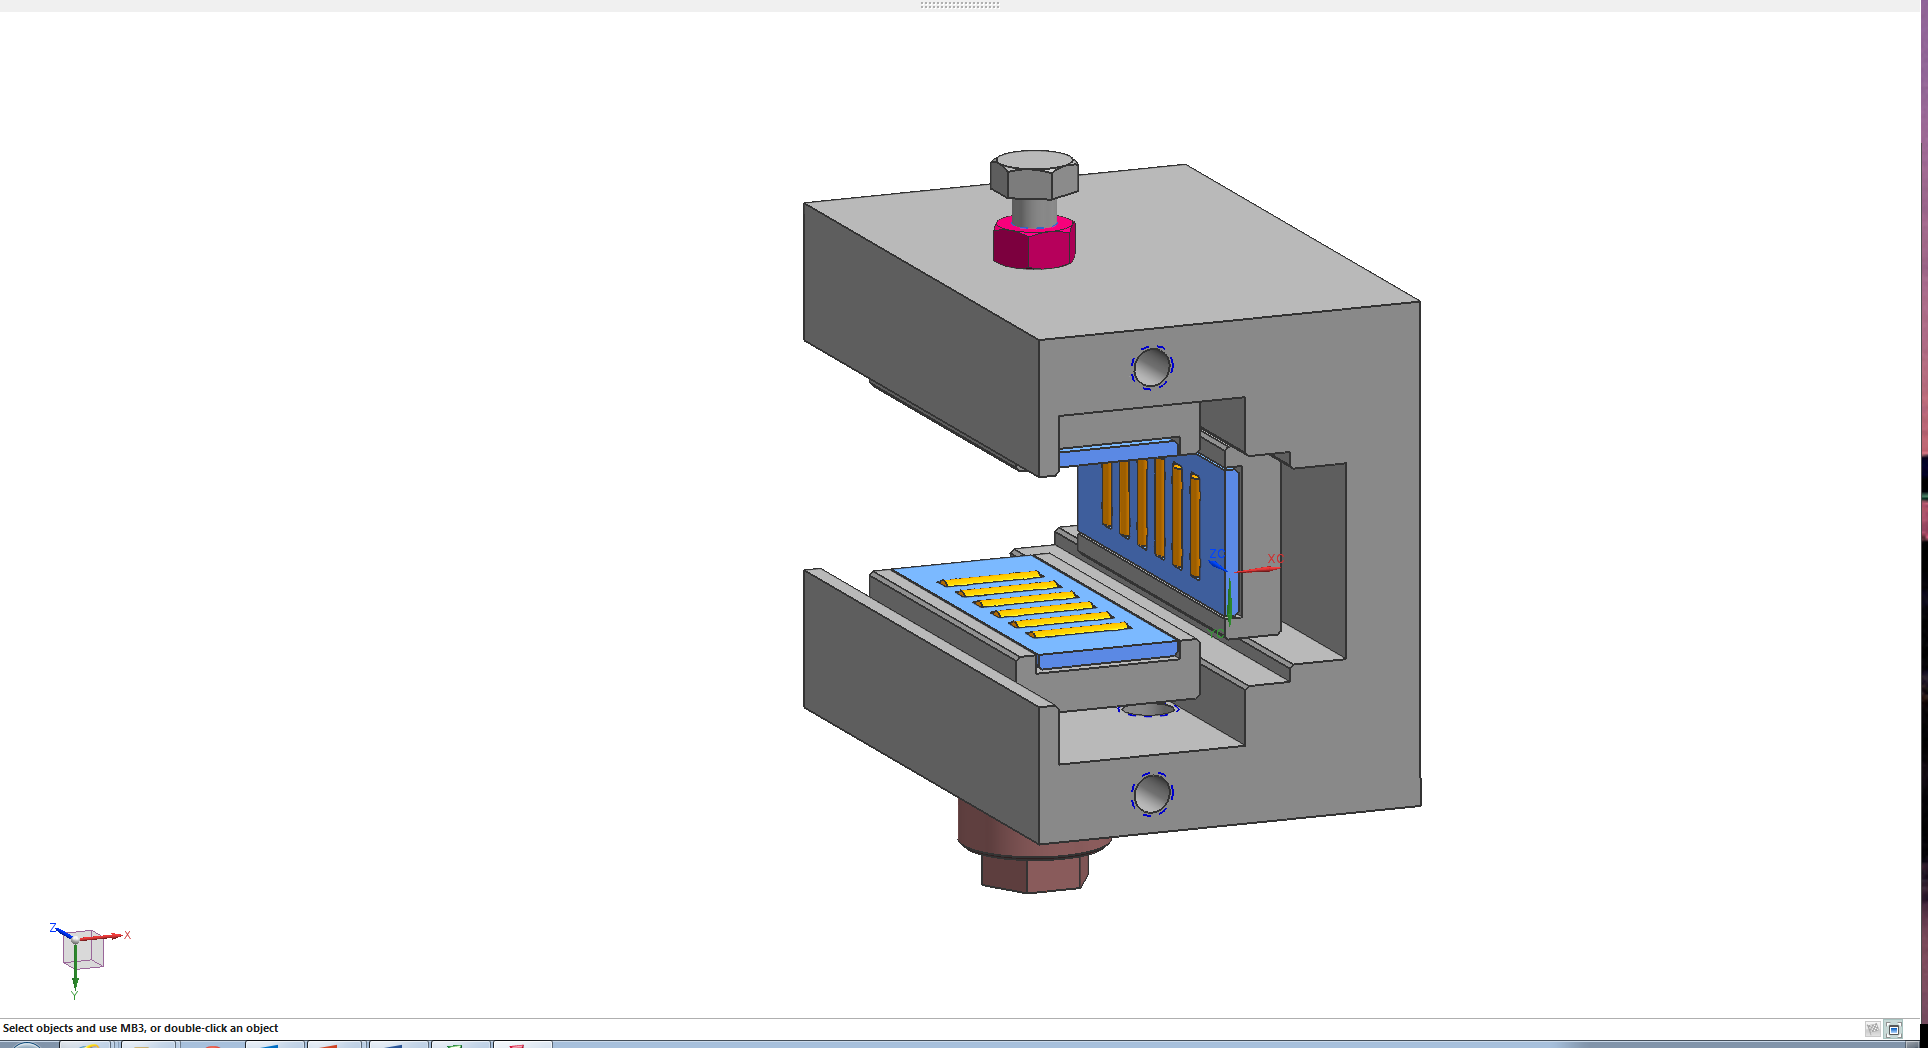 ZC
XC
Z
X
Y
Select objects and use MB3, or double-click an object